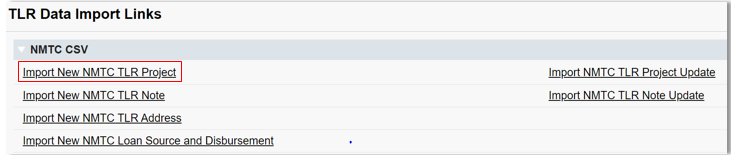 TLR Data Import Links
NMTC CSV
Import New NMTC TLR Project
Import NMTC TLR Project Update
Import New NMTC TLR Note
Import NMTC TLR Note Update
Import New NMTC TLR Address
Import New NMTC Loan Source and Disbursement